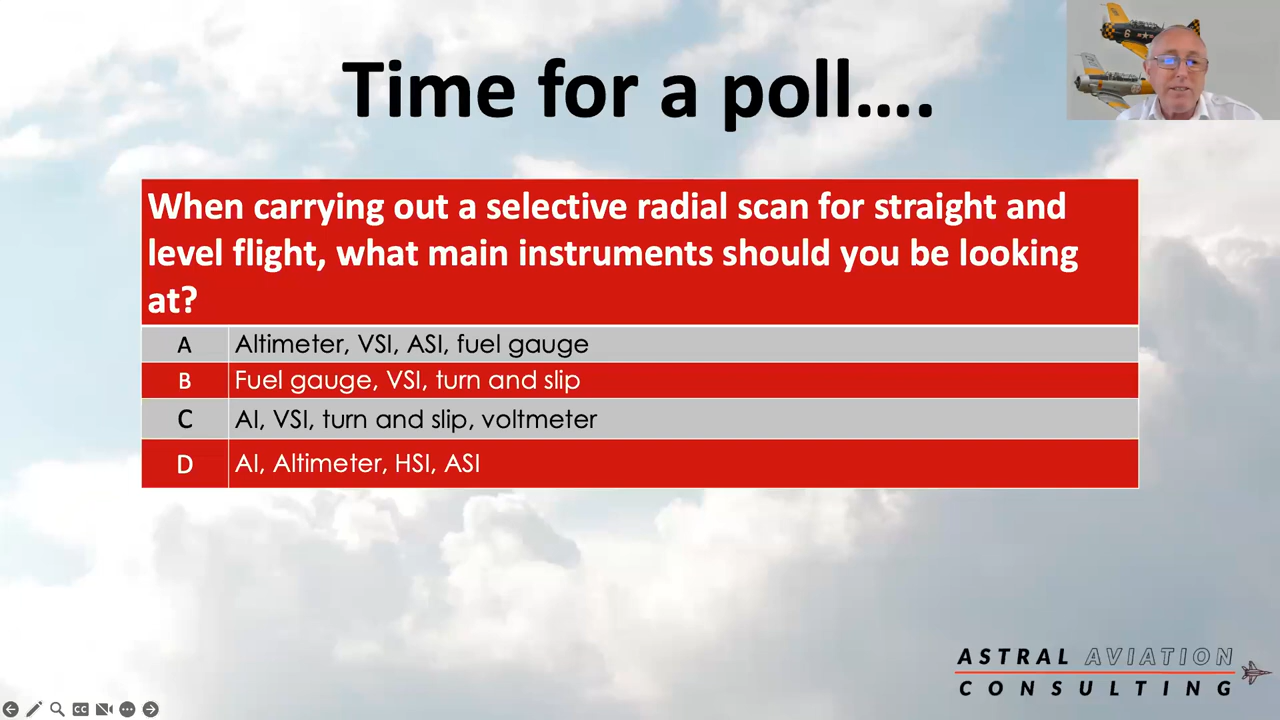 Time for a poll….
When carrying out a selective radial scan for straight and
level flight, what main instruments should you be looking
at?
A Altimeter, VSI, ASI, fuel gauge
B Fuel gauge, VSI, turn and slip
C AI, VSI, turn and slip, voltmeter
D AI, Altimeter, HSI, ASI
ASTRAL AVIATION
CONSULTING